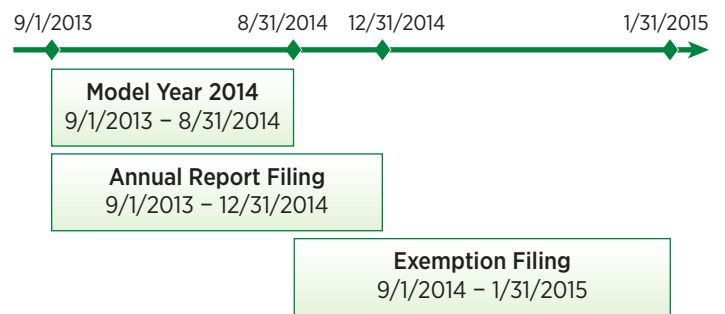 9/1/2013 8/31/2014 12/31/2014 1/31/2015
Model Year 2014
9/1/2013 – 8/31/2014
Annual Report Filing
9/1/2013 – 12/31/2014
Exemption Filing
9/1/2014 – 1/31/2015